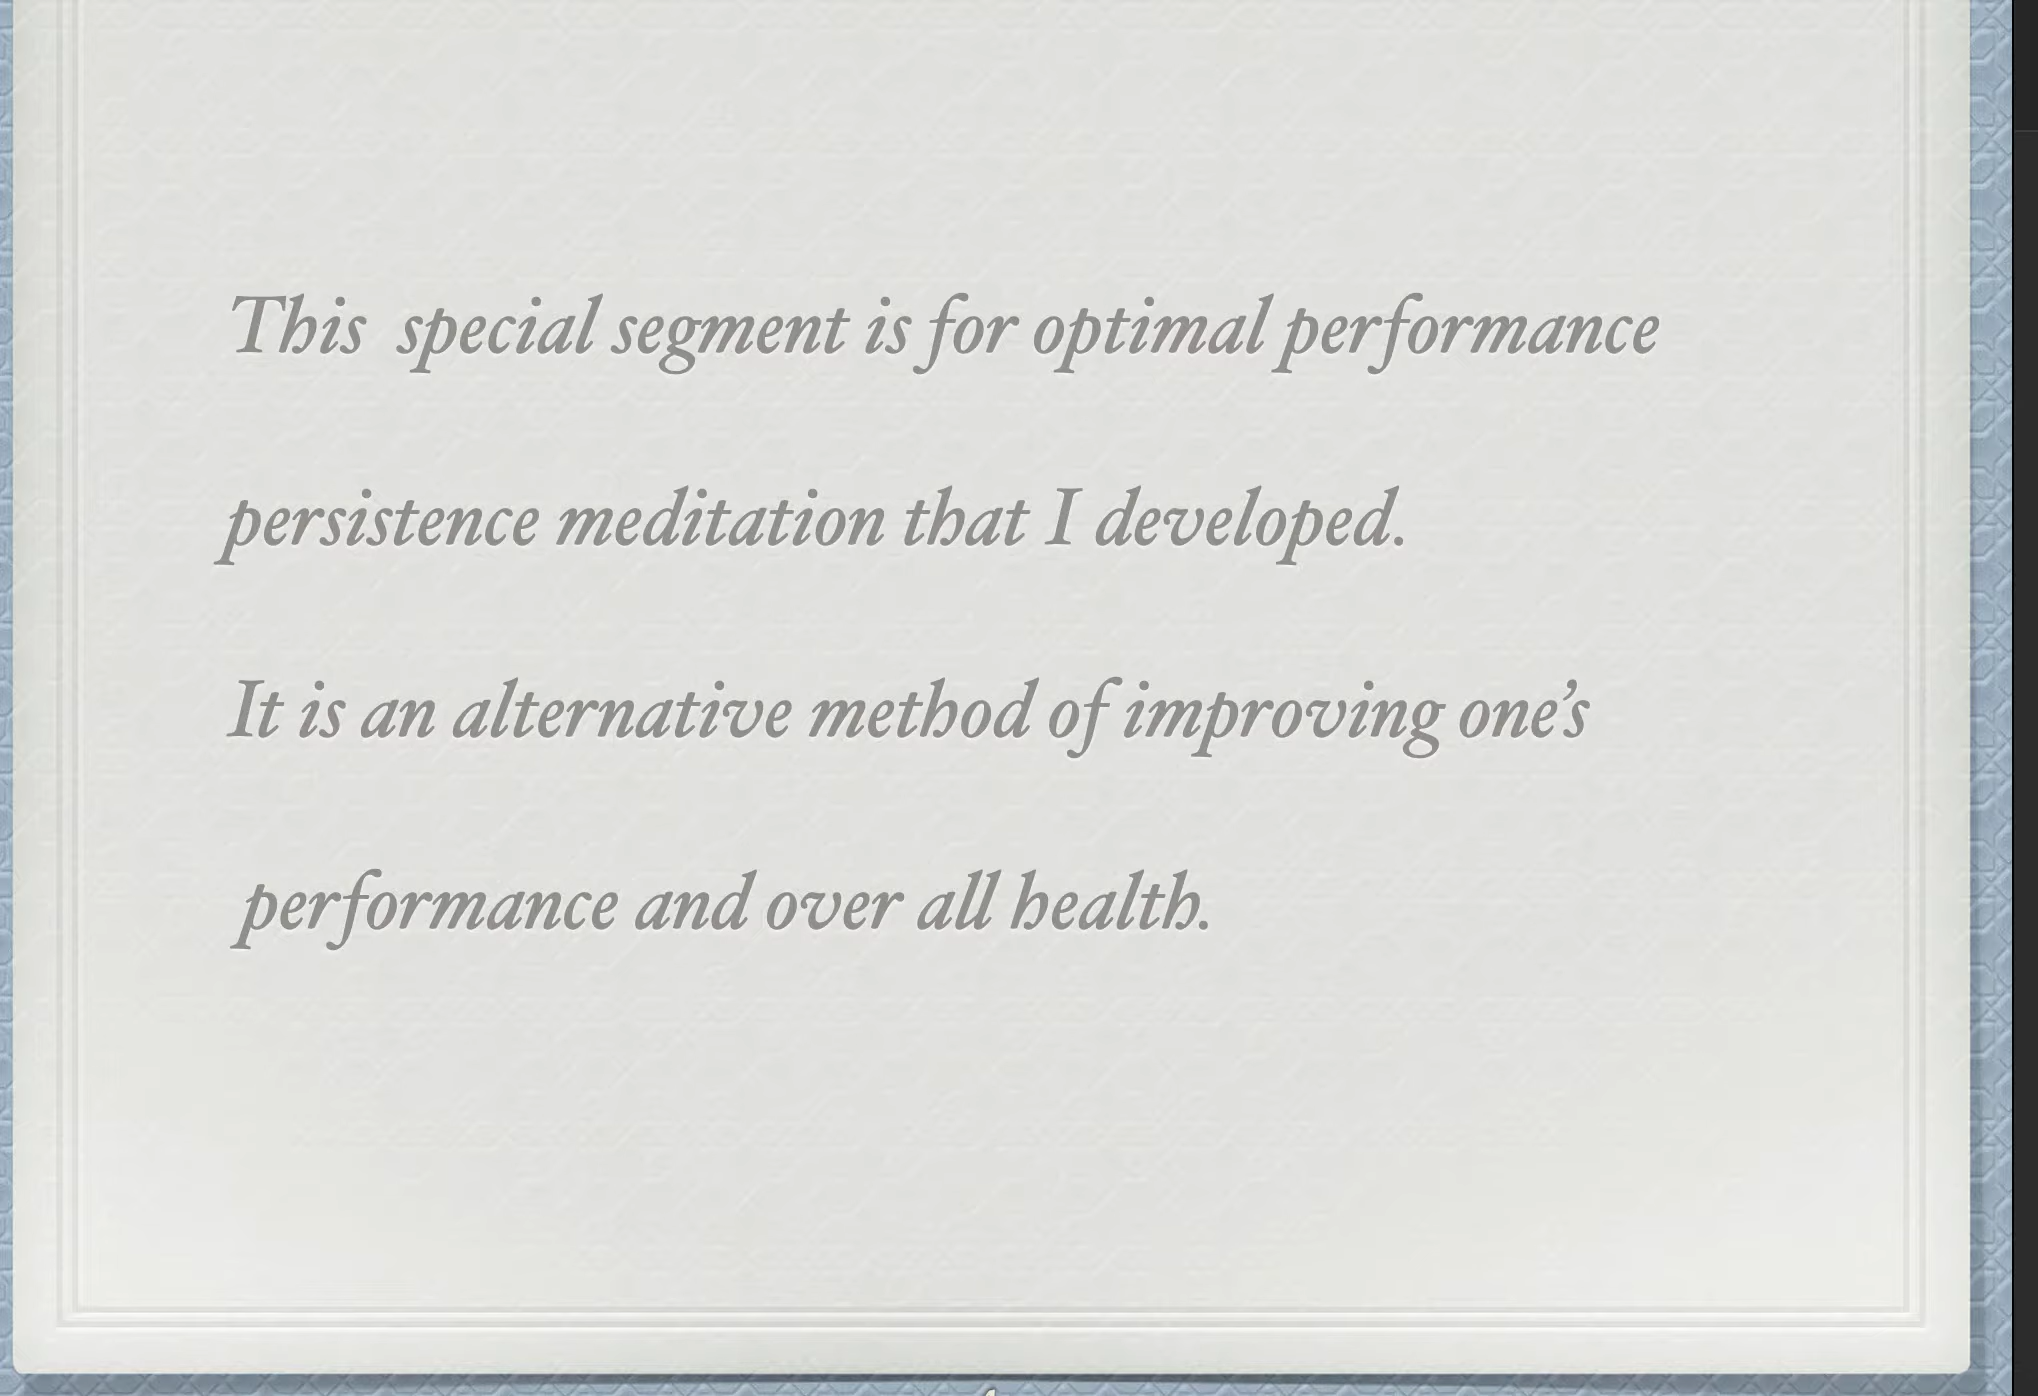 This  special segment is for optimal performance
persistence meditation that I developed.
It is an alternative method of improving one’s
performance and over all health.